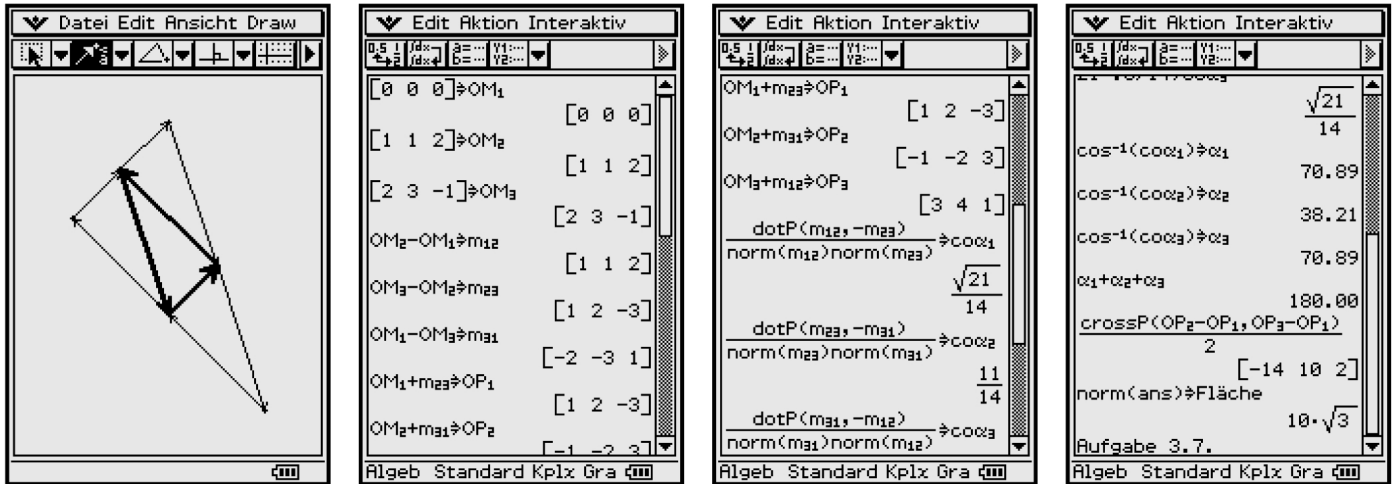 Datei Edit Ansicht Draw
Edit Aktion Interaktiv
[0 0 0]⇒OM₁
[0 0 0]
[1 1 2]⇒OM₂
[1 1 2]
[2 3 -1]⇒OM₃
[2 3 -1]
OM₂-OM₁⇒m₁₂
[1 1 2]
OM₃-OM₂⇒m₂₃
[1 2 -3]
OM₁-OM₃⇒m₃₁
[-2 -3 1]
OM₁+m₂₃⇒OP₁
[1 2 -3]
OM₂+m₃₁⇒OP₂
[-1 -2 3]
Algeb Standard Kplx Gra
Edit Aktion Interaktiv
OM₁+m₂₃⇒OP₁
[1 2 -3]
OM₂+m₃₁⇒OP₂
[-1 -2 3]
OM₃+m₁₂⇒OP₃
[3 4 1]
dotP(m₁₂,-m₂₃)
norm(m₁₂)norm(m₂₃) ⇒coα₁
√21
14
dotP(m₂₃,-m₃₁)
norm(m₂₃)norm(m₃₁) ⇒coα₂
11
14
dotP(m₃₁,-m₁₂)
norm(m₃₁)norm(m₁₂) ⇒coα₃
Algeb Standard Kplx Gra
Edit Aktion Interaktiv
√21
14
cos⁻¹(coα₁)⇒α₁
70.89
cos⁻¹(coα₂)⇒α₂
38.21
cos⁻¹(coα₃)⇒α₃
70.89
α₁+α₂+α₃
180.00
crossP(OP₂-OP₁,OP₃-OP₁)
2
[-14 10 2]
norm(ans)⇒Fläche
10·√3
Aufgabe 3.7.
Algeb Standard Kplx Gra